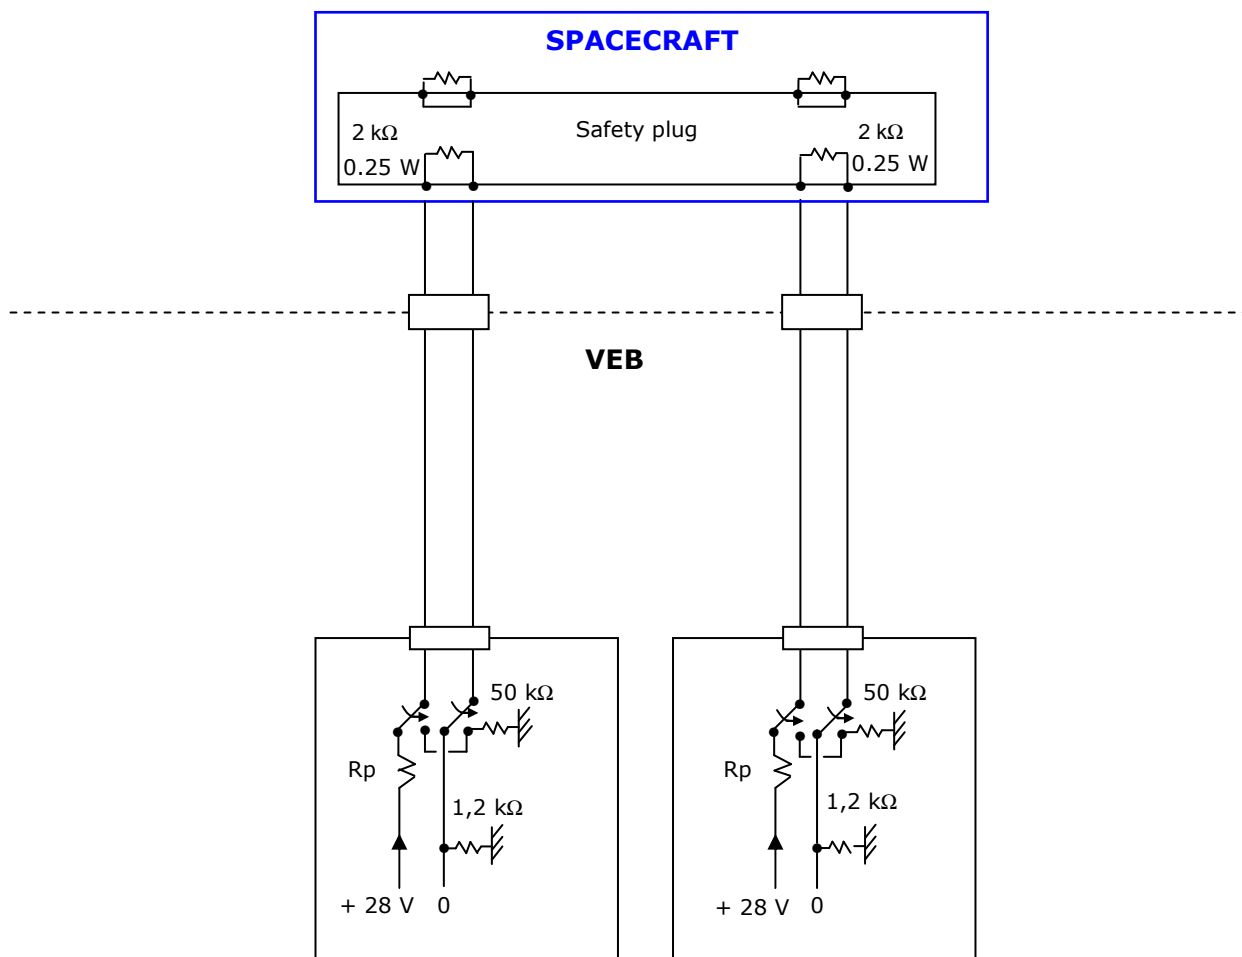 SPACECRAFT
2 kΩ
0.25 W
Safety plug
2 kΩ
0.25 W
VEB
50 kΩ
50 kΩ
Rp
Rp
1,2 kΩ
1,2 kΩ
+ 28 V
0
+ 28 V
0